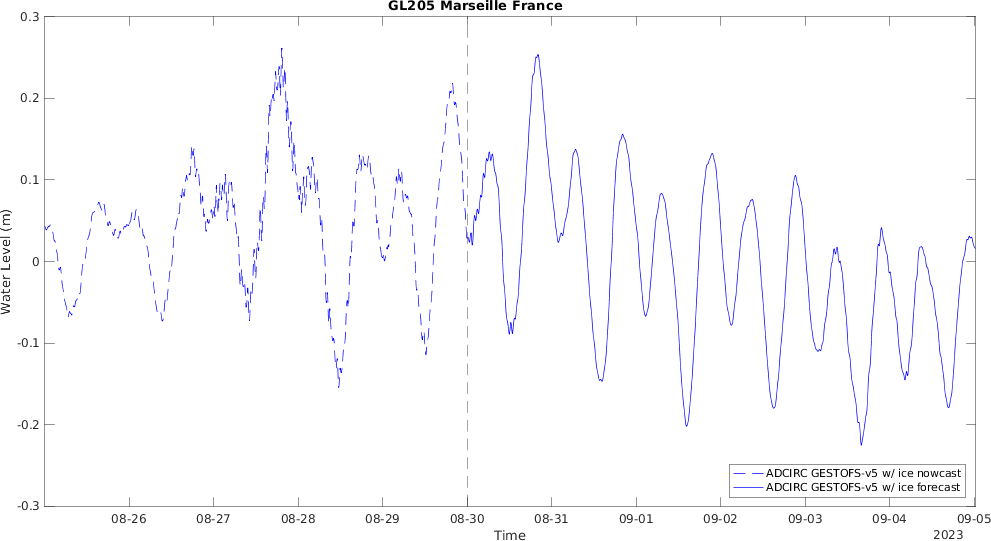 GL205 Marseille France
0.3
0.2
0.1
0
-0.1
-0.2
-0.3
Water Level (m)
ADCIRC GESTOFS-v5 w/ ice nowcast
ADCIRC GESTOFS-v5 w/ ice forecast
08-26 08-27 08-28 08-29 08-30 08-31 09-01 09-02 09-03 09-04 09-05
Time
2023